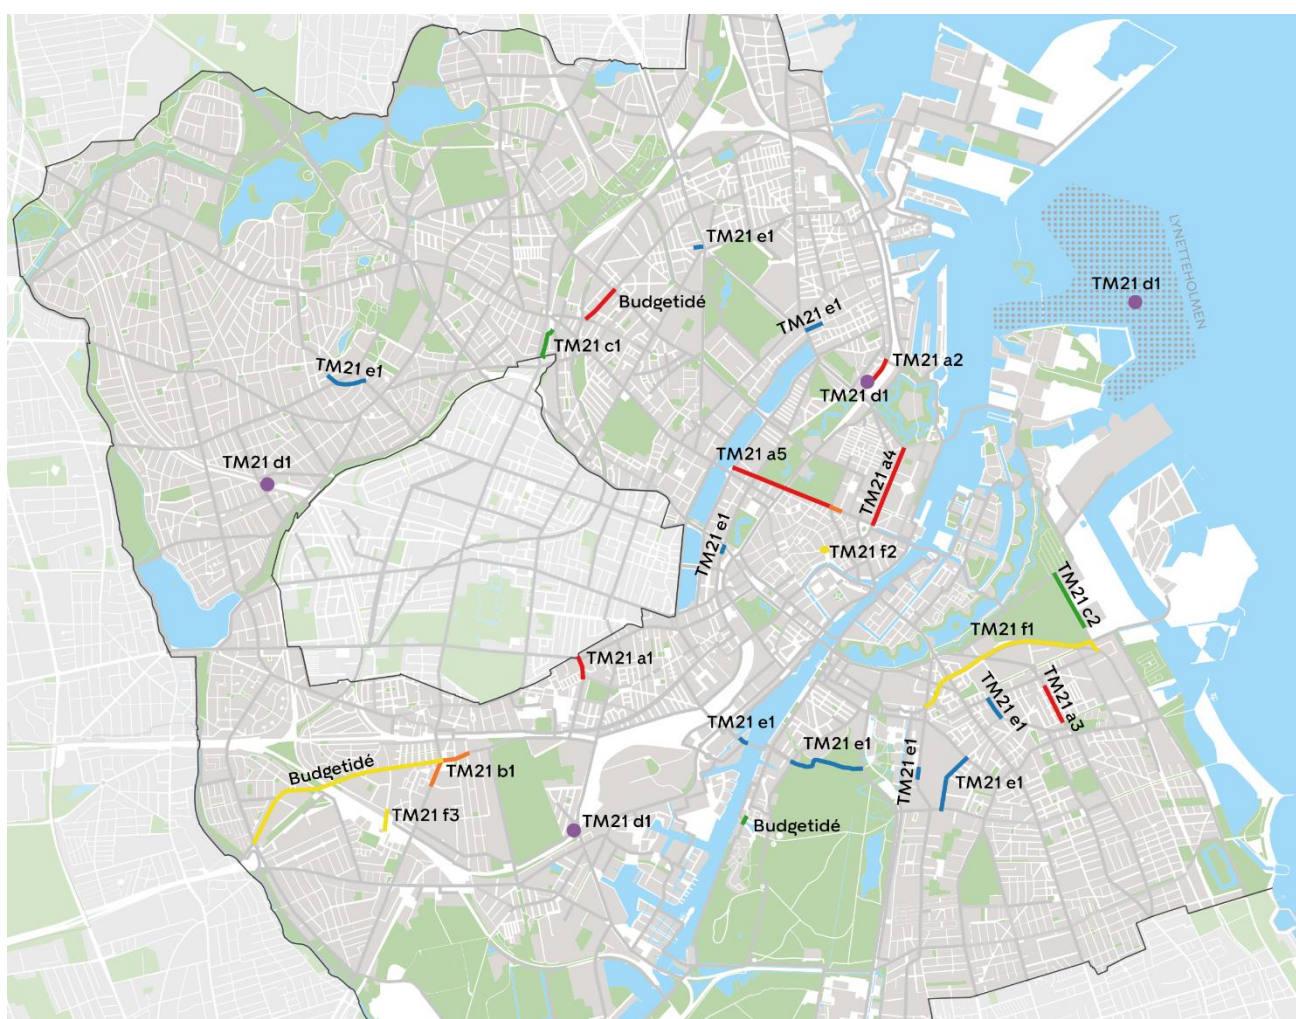 TM21 e1
LYNETTEHOLMEN
TM21 d1
Budgetidé
TM21 e1
TM21 c1
TM21 a2
TM21 e1
TM21 d1
TM21 a5
TM21 a4
TM21 d1
TM21 e1
TM21 f2
TM21 c2
TM21 f1
TM21 a1
TM21 e1
TM21 a3
TM21 e1
TM21 e1
TM21 e1
Budgetidé
TM21 b1
TM21 e1
TM21 f3
TM21 d1
Budgetidé